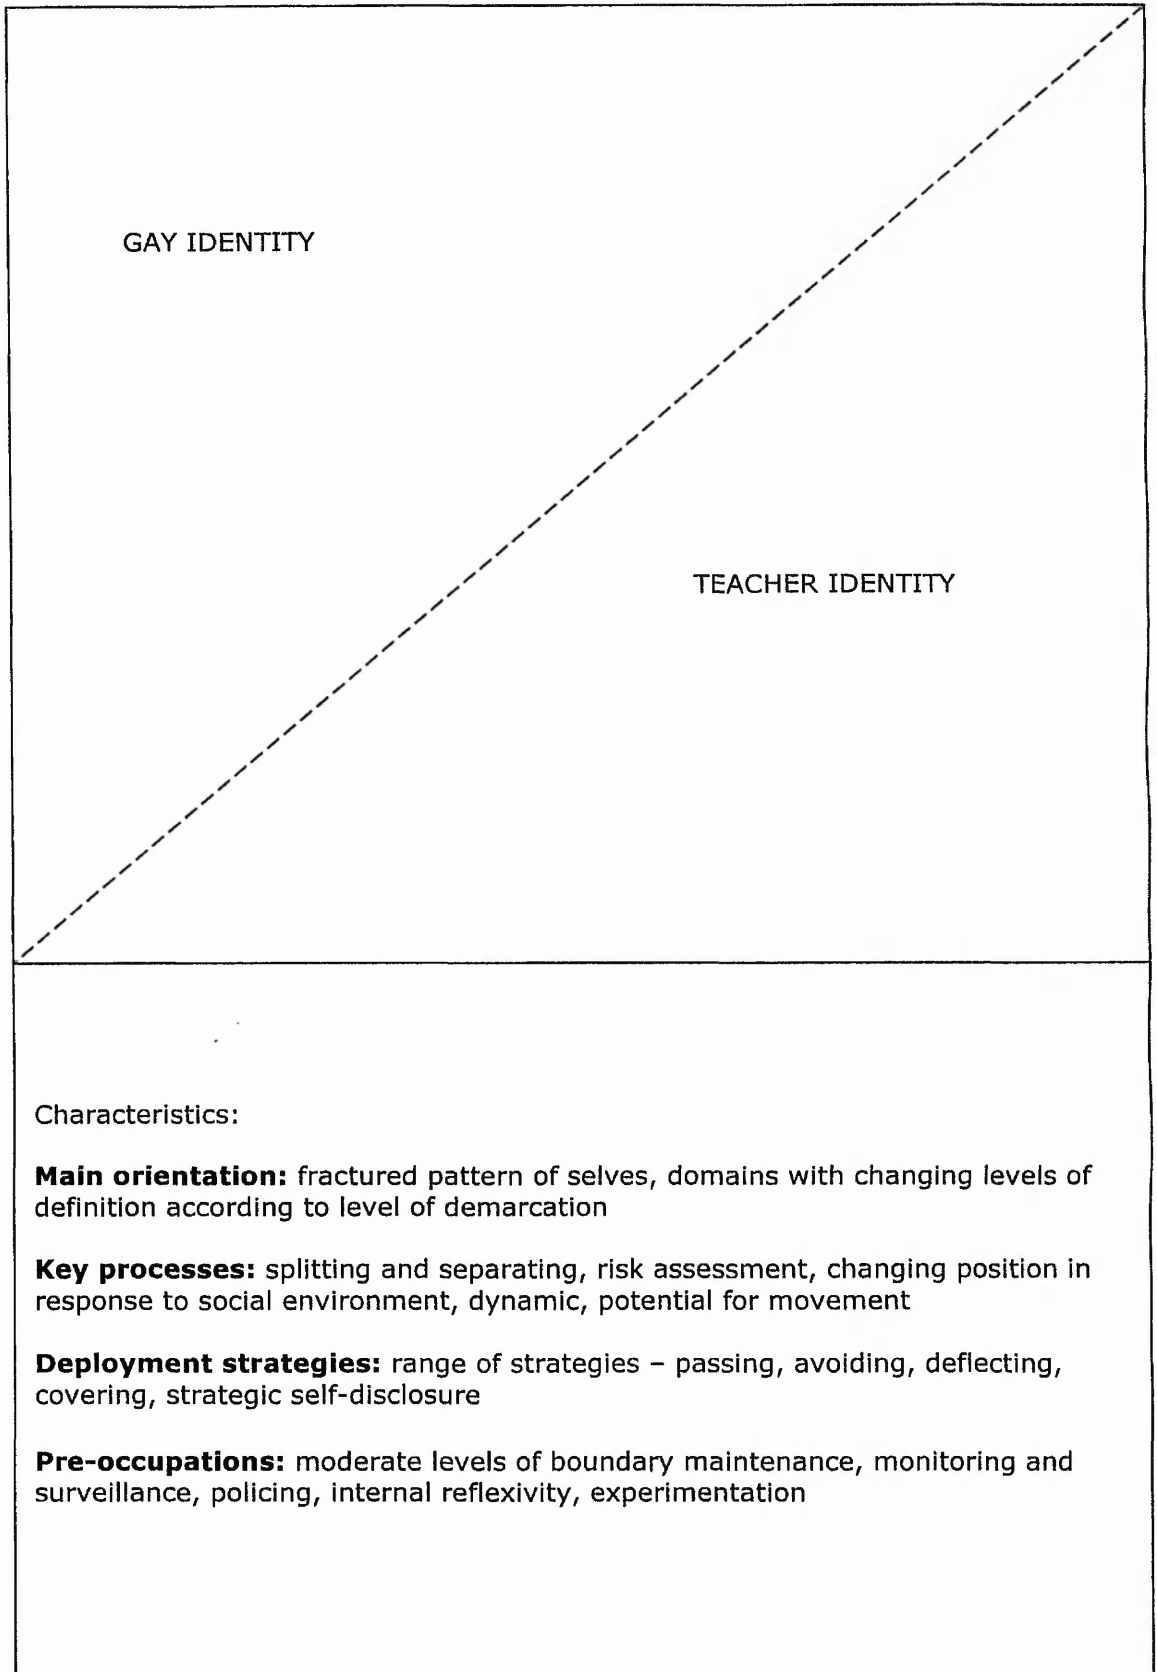 GAY IDENTITY
TEACHER IDENTITY
Characteristics:
Main orientation: fractured pattern of selves, domains with changing levels of
definition according to level of demarcation
Key processes: splitting and separating, risk assessment, changing position in
response to social environment, dynamic, potential for movement
Deployment strategies: range of strategies – passing, avoiding, deflecting,
covering, strategic self-disclosure
Pre-occupations: moderate levels of boundary maintenance, monitoring and
surveillance, policing, internal reflexivity, experimentation